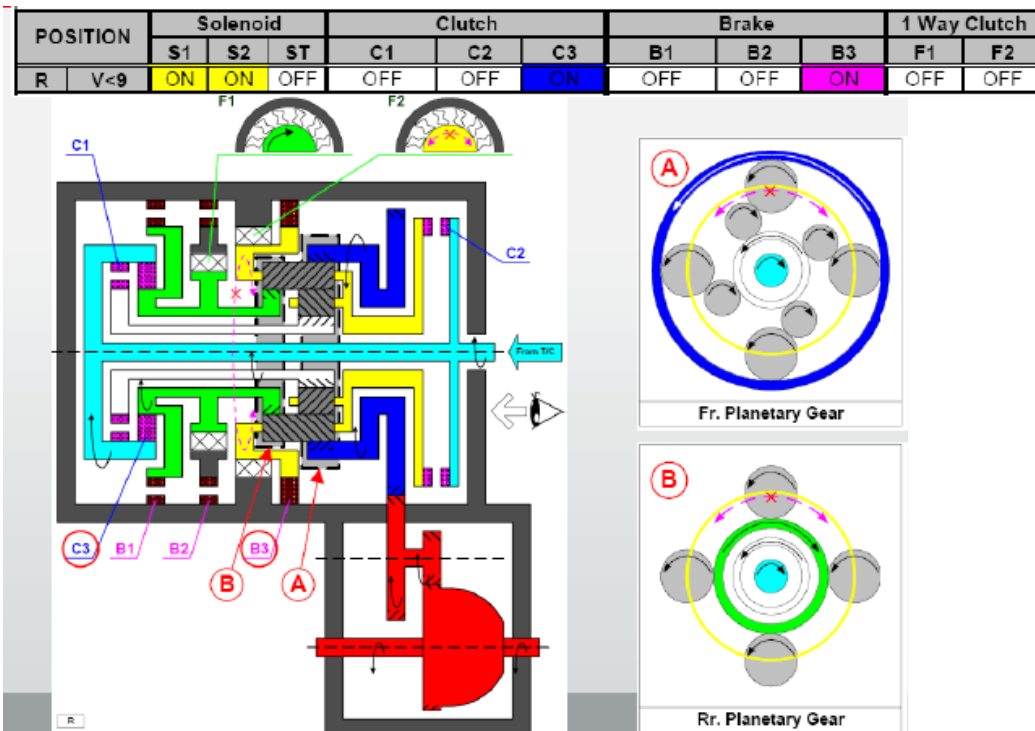 POSITION Solenoid Clutch Brake 1 Way Clutch
S1 S2 ST C1 C2 C3 B1 B2 B3 F1 F2
R V<9 ON ON OFF OFF OFF ON OFF OFF ON OFF OFF
F1 F2
C1
A
C2
From T/C
Fr. Planetary Gear
B
C3 B1 B2 B3
B A
R
Rr. Planetary Gear